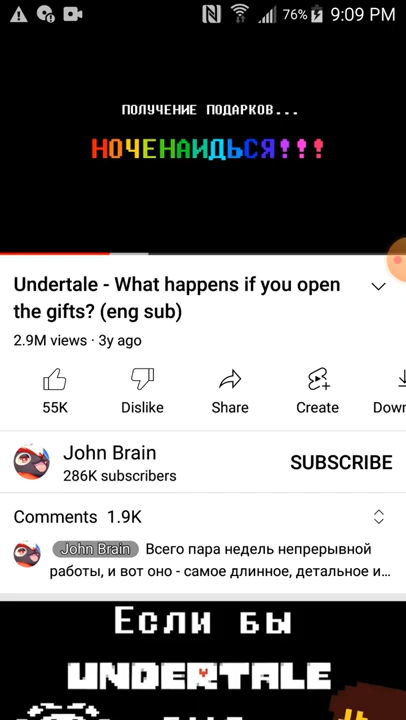 76% 9:09 PM
ПОЛУЧЕНИЕ ПОДАРКОВ...
НОЧЕНАИДЬСЯ!!!
Undertale - What happens if you open
the gifts? (eng sub)
2.9M views · 3y ago
55K Dislike Share Create Down
John Brain
286K subscribers
SUBSCRIBE
Comments 1.9K
John Brain Всего пара недель непрерывной
работы, и вот оно - самое длинное, детальное и...
Если бы
UNDERTALE